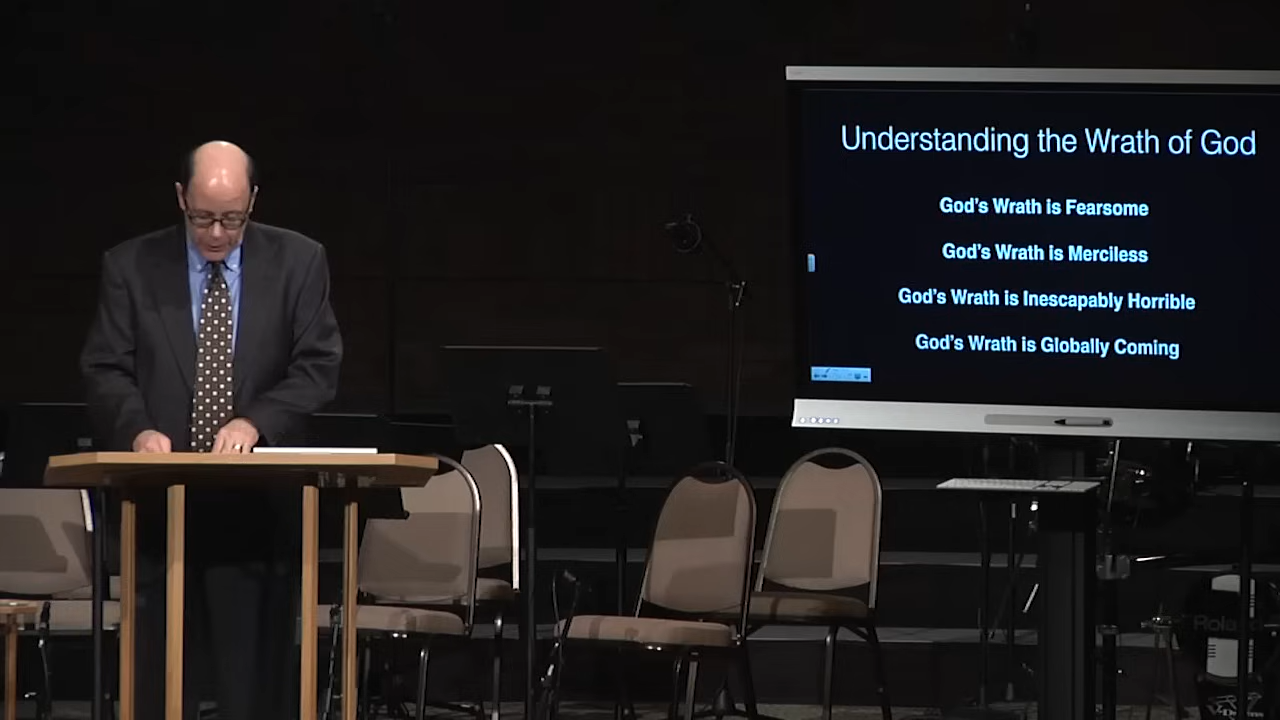 Understanding the Wrath of God
God's Wrath is Fearsome
God's Wrath is Merciless
God's Wrath is Inescapably Horrible
God's Wrath is Globally Coming
Roland